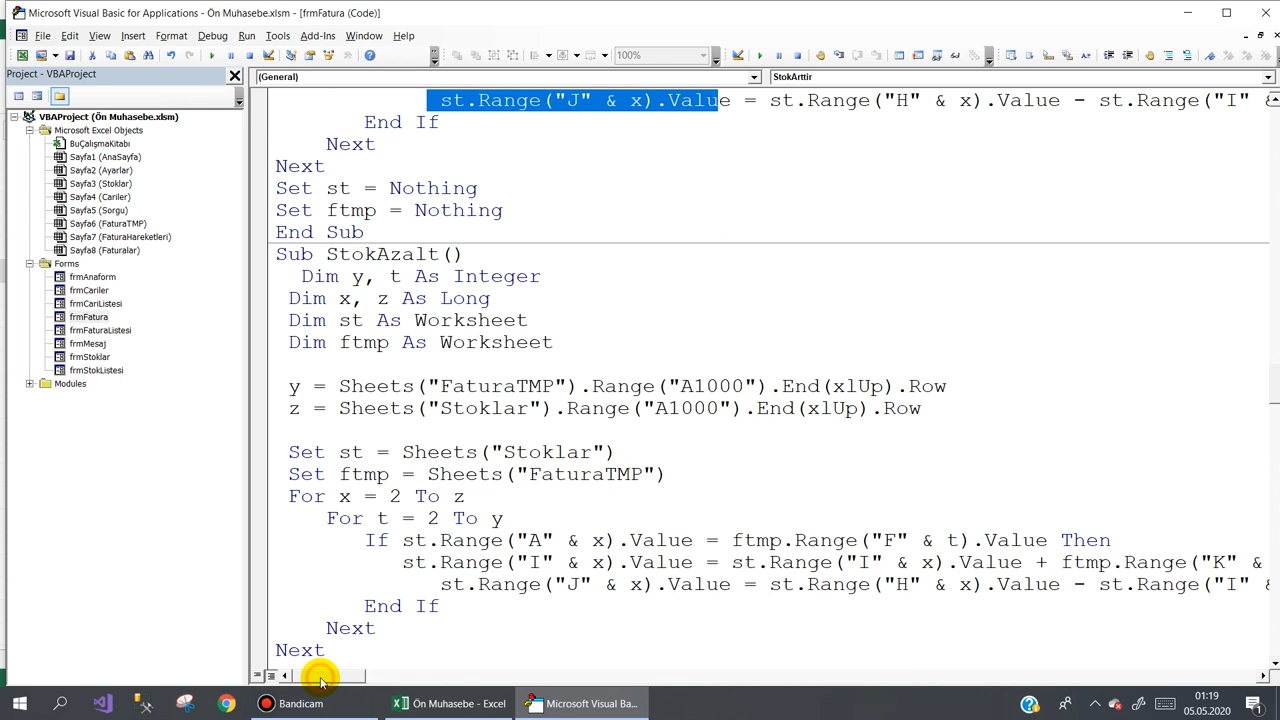 Microsoft Visual Basic for Applications - Ön Muhasebe.xlsm - [frmFatura (Code)]
File Edit View Insert Format Debug Run Tools Add-Ins Window Help
100%
Project - VBAProject
(General)
StokArttir
VBAProject (Ön Muhasebe.xlsm)
Microsoft Excel Objects
BuÇalışmaKitabı
Sayfa1 (AnaSayfa)
Sayfa2 (Ayarlar)
Sayfa3 (Stoklar)
Sayfa4 (Cariler)
Sayfa5 (Sorgu)
Sayfa6 (FaturaTMP)
Sayfa7 (FaturaHareketleri)
Sayfa8 (Faturalar)
Forms
frmAnaform
frmCariler
frmCariListesi
frmFatura
frmFaturaListesi
frmMesaj
frmStoklar
frmStokListesi
Modules
st.Range("J" & x).Value = st.Range("H" & x).Value - st.Range("I" &
End If
Next
Next
Set st = Nothing
Set ftmp = Nothing
End Sub
Sub StokAzalt()
Dim y, t As Integer
Dim x, z As Long
Dim st As Worksheet
Dim ftmp As Worksheet
y = Sheets("FaturaTMP").Range("A1000").End(xlUp).Row
z = Sheets("Stoklar").Range("A1000").End(xlUp).Row
Set st = Sheets("Stoklar")
Set ftmp = Sheets("FaturaTMP")
For x = 2 To z
For t = 2 To y
If st.Range("A" & x).Value = ftmp.Range("F" & t).Value Then
st.Range("I" & x).Value = st.Range("I" & x).Value + ftmp.Range("K" &
st.Range("J" & x).Value = st.Range("H" & x).Value - st.Range("I" &
End If
Next
Next
Bandicam
Ön Muhasebe - Excel
Microsoft Visual Ba...
01:19
05.05.2020
1